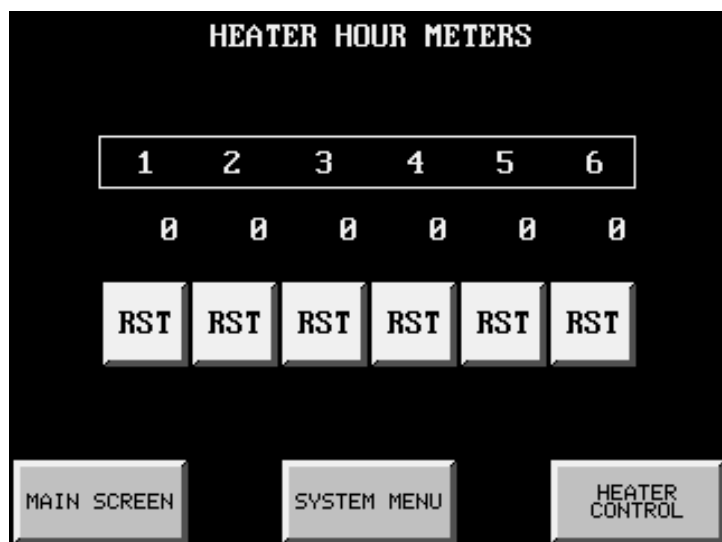 HEATER HOUR METERS
1 2 3 4 5 6
0 0 0 0 0 0
RST RST RST RST RST RST
MAIN SCREEN SYSTEM MENU HEATER CONTROL